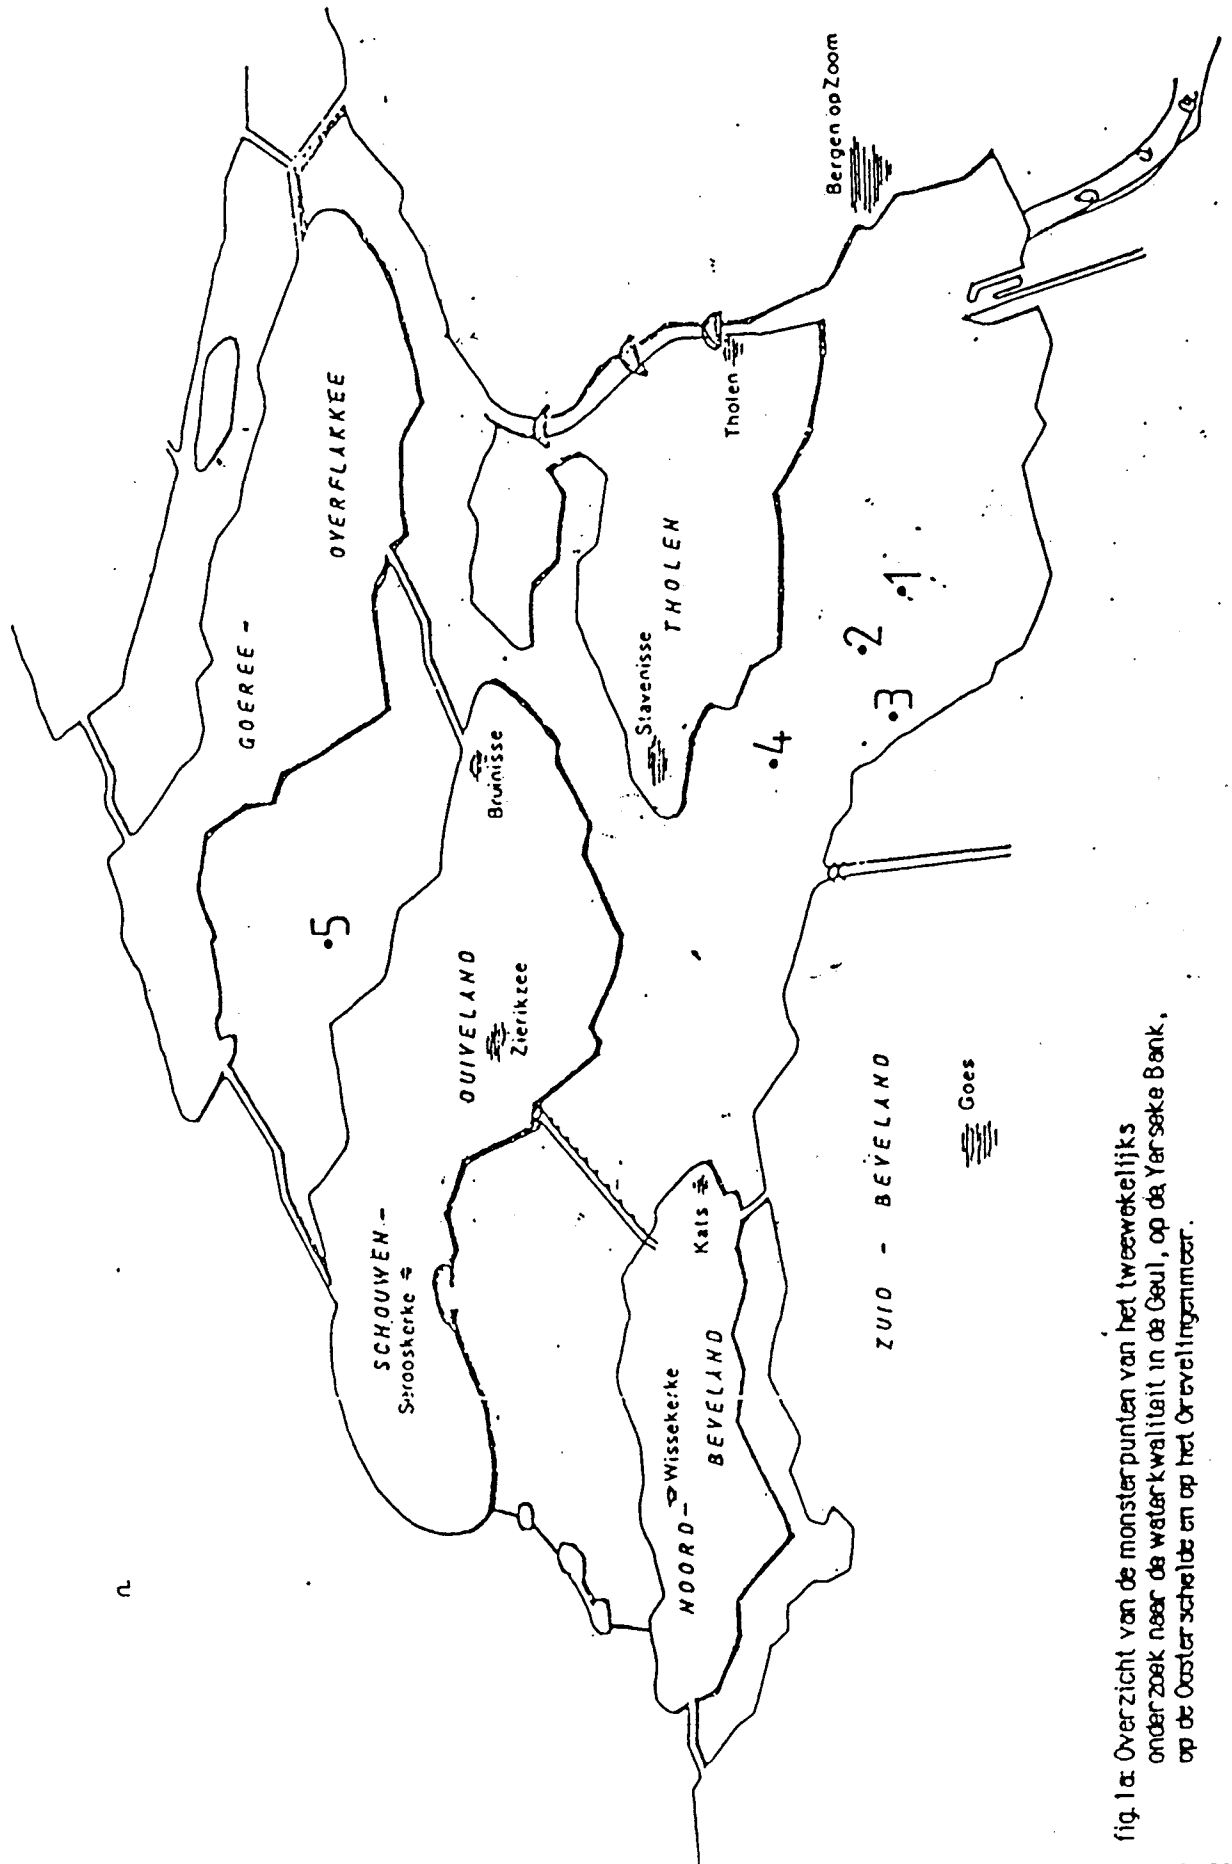 GOEREE -
OVERFLAKKEE
5
Bruinisse
SCHOUWEN -
Serooskerke
DUIVELAND
Zierikzee
Stavenisse
THOLEN
Tholen
Bergen op Zoom
4
2
1
3
NOORD -
Wissekerke
BEVELAND
Kats
ZUID - BEVELAND
Goes
fig. 1a: Overzicht van de monsterpunten van het tweewekelijks
onderzoek naar de waterkwaliteit in de Geul, op de Yerseke Bank,
op de Oosterschelde en op het Grevelingenmeer.